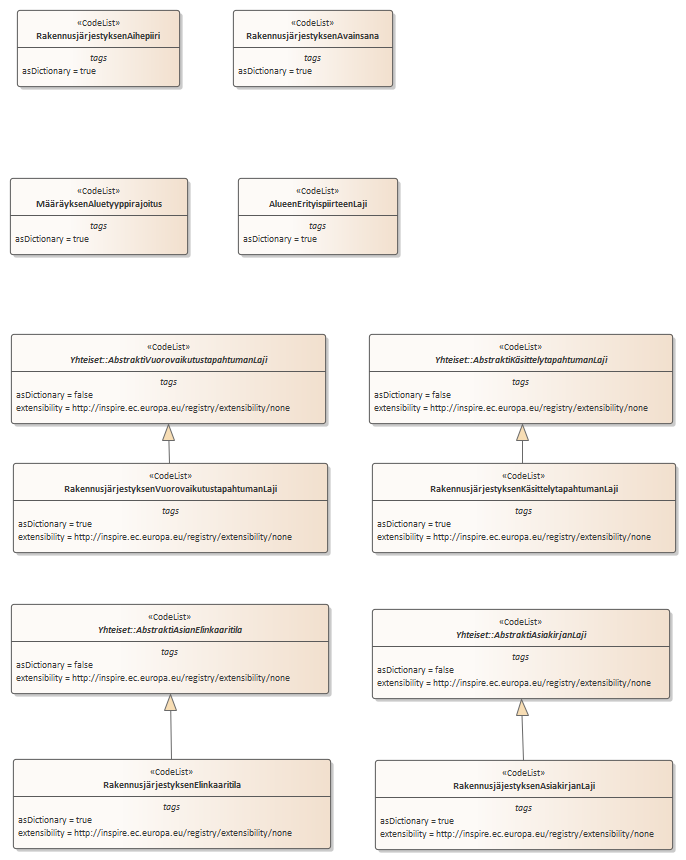 «CodeList»
RakennusjärjestyksenAihepiiri
tags
asDictionary = true
«CodeList»
RakennusjärjestyksenAvainsana
tags
asDictionary = true
«CodeList»
MääräyksenAluetyyppirajoitus
tags
asDictionary = true
«CodeList»
AlueenErityispiirteenLaji
tags
asDictionary = true
«CodeList»
Yhteiset::AbstraktiVuorovaikutustapahtumanLaji
tags
asDictionary = false
extensibility = http://inspire.ec.europa.eu/registry/extensibility/none
«CodeList»
Yhteiset::AbstraktiKäsittelytapahtumanLaji
tags
asDictionary = false
extensibility = http://inspire.ec.europa.eu/registry/extensibility/none
«CodeList»
RakennusjärjestyksenVuorovaikutustapahtumanLaji
tags
asDictionary = true
extensibility = http://inspire.ec.europa.eu/registry/extensibility/none
«CodeList»
RakennusjärjestyksenKäsittelytapahtumanLaji
tags
asDictionary = true
extensibility = http://inspire.ec.europa.eu/registry/extensibility/none
«CodeList»
Yhteiset::AbstraktiAsianElinkaaritila
tags
asDictionary = false
extensibility = http://inspire.ec.europa.eu/registry/extensibility/none
«CodeList»
Yhteiset::AbstraktiAsiakirjanLaji
tags
asDictionary = false
extensibility = http://inspire.ec.europa.eu/registry/extensibility/none
«CodeList»
RakennusjärjestyksenElinkaaritila
tags
asDictionary = true
extensibility = http://inspire.ec.europa.eu/registry/extensibility/none
«CodeList»
RakennusjäjestyksenAsiakirjanLaji
tags
asDictionary = true
extensibility = http://inspire.ec.europa.eu/registry/extensibility/none